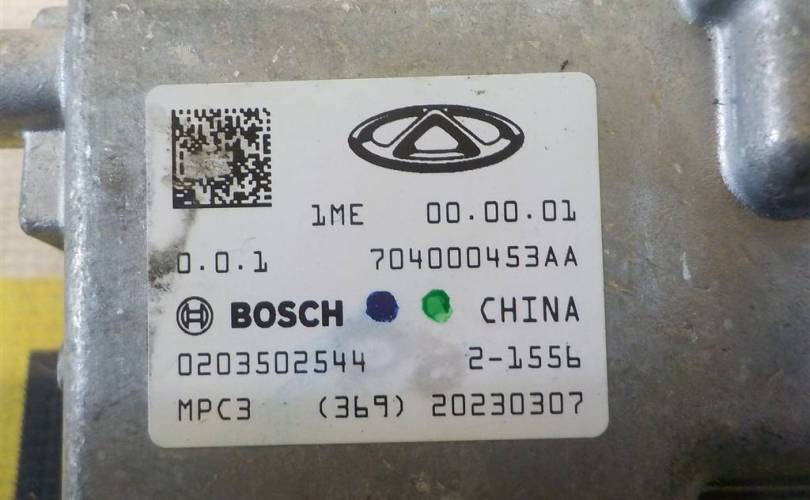 1ME 00.00.01
0.0.1 704000453AA
BOSCH CHINA
0203502544 2-1556
MPC3 (369) 20230307